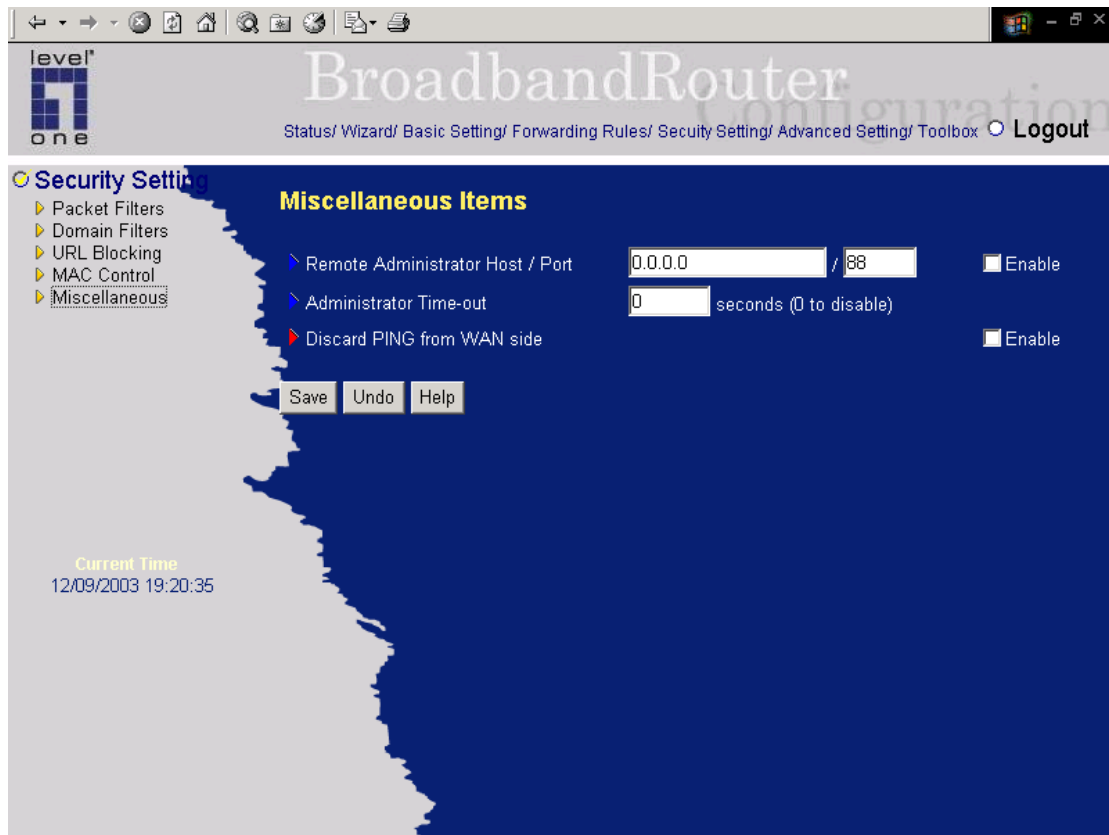 level
one
BroadbandRouter
Configuration
Status/ Wizard/ Basic Setting/ Forwarding Rules/ Secuity Setting/ Advanced Setting/ Toolbox Logout
Security Setting
Packet Filters
Domain Filters
URL Blocking
MAC Control
Miscellaneous
Miscellaneous Items
Remote Administrator Host / Port 0.0.0.0 / 88 Enable
Administrator Time-out 0 seconds (0 to disable)
Discard PING from WAN side Enable
Save Undo Help
Current Time
12/09/2003 19:20:35